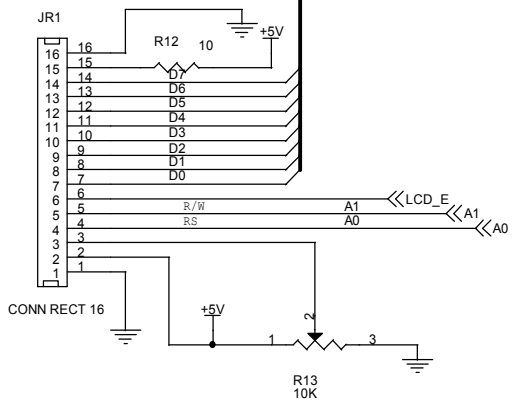 JR1
+5V
R12 10
16 16
15 15
14 14 D7
13 13 D6
12 12 D5
11 11 D4
10 10 D3
9 9 D2
8 8 D1
7 7 D0
6 6 LCD_E
5 5 R/W A1 A1
4 4 RS A0 A0
3 3
2 2
1 1
CONN RECT 16
+5V
2
1 3
R13
10K